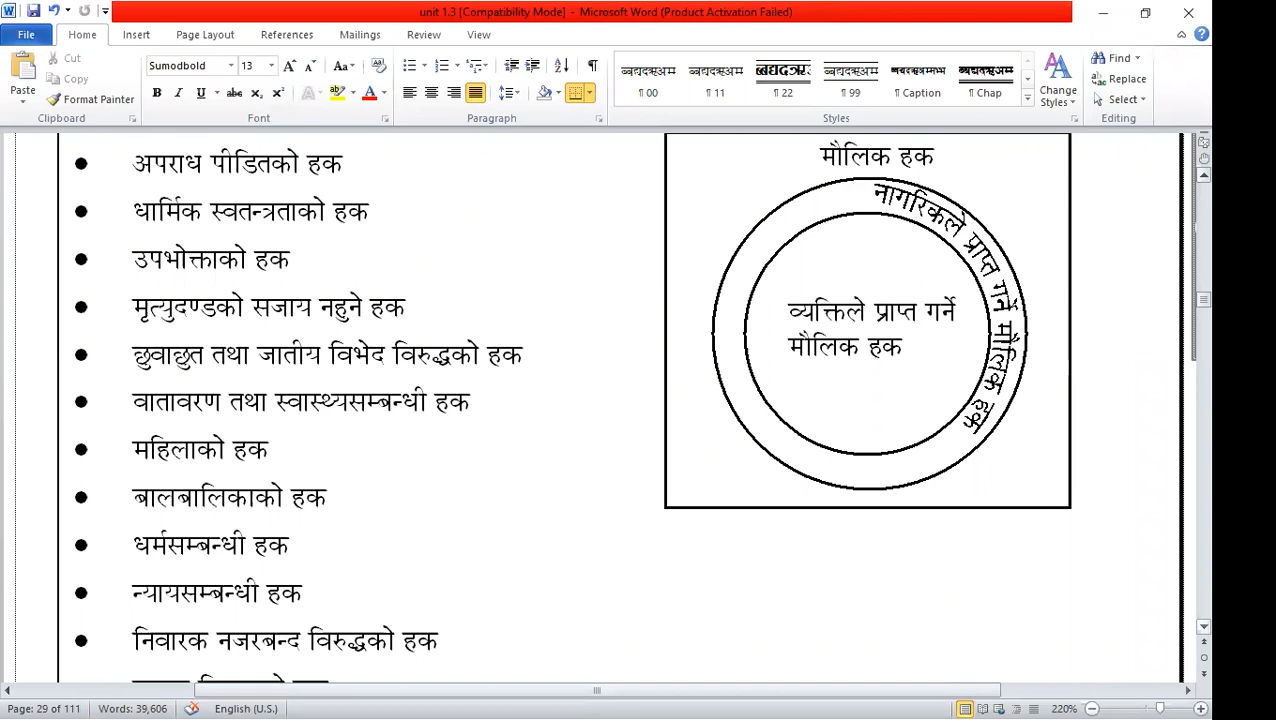 unit 1.3 [Compatibility Mode] - Microsoft Word (Product Activation Failed)
File Home Insert Page Layout References Mailings Review View
Paste
Cut
Copy
Format Painter
Clipboard
Sumodbold 13
Aa
B I U abc x₂ x²
Font
Paragraph
¶ 00 ¶ 11 ¶ 22 ¶ 99 ¶ Caption ¶ Chap
Styles
Change
Styles
Find
Replace
Select
Editing
• अपराध पीडितको हक
• धार्मिक स्वतन्त्रताको हक
• उपभोक्ताको हक
• मृत्युदण्डको सजाय नहुने हक
• छुवाछुत तथा जातीय विभेद विरुद्धको हक
• वातावरण तथा स्वास्थ्यसम्बन्धी हक
• महिलाको हक
• बालबालिकाको हक
• धर्मसम्बन्धी हक
• न्यायसम्बन्धी हक
• निवारक नजरबन्द विरुद्धको हक
मौलिक हक
नागरिकले प्राप्त गर्ने मौलिक हक
व्यक्तिले प्राप्त गर्ने
मौलिक हक
Page: 29 of 111 Words: 39,606 English (U.S.) 220%